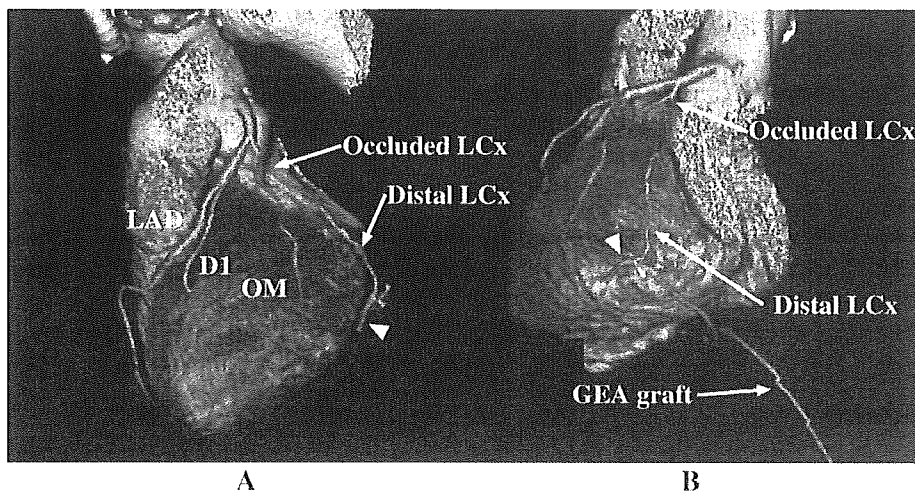 Occluded LCx
Distal LCx
LAD
D1
OM
Occluded LCx
Distal LCx
GEA graft
A
B